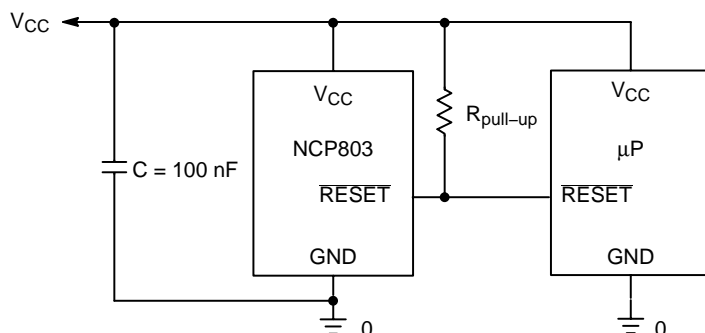 VCC
VCC
NCP803
RESET
GND
C = 100 nF
Rpull–up
VCC
μP
RESET
GND
0
0